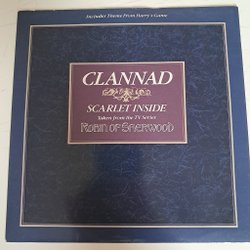 Includes Theme From Harry's Game
CLANNAD
SCARLET INSIDE
Taken from the TV Series
ROBIN OF SHERWOOD